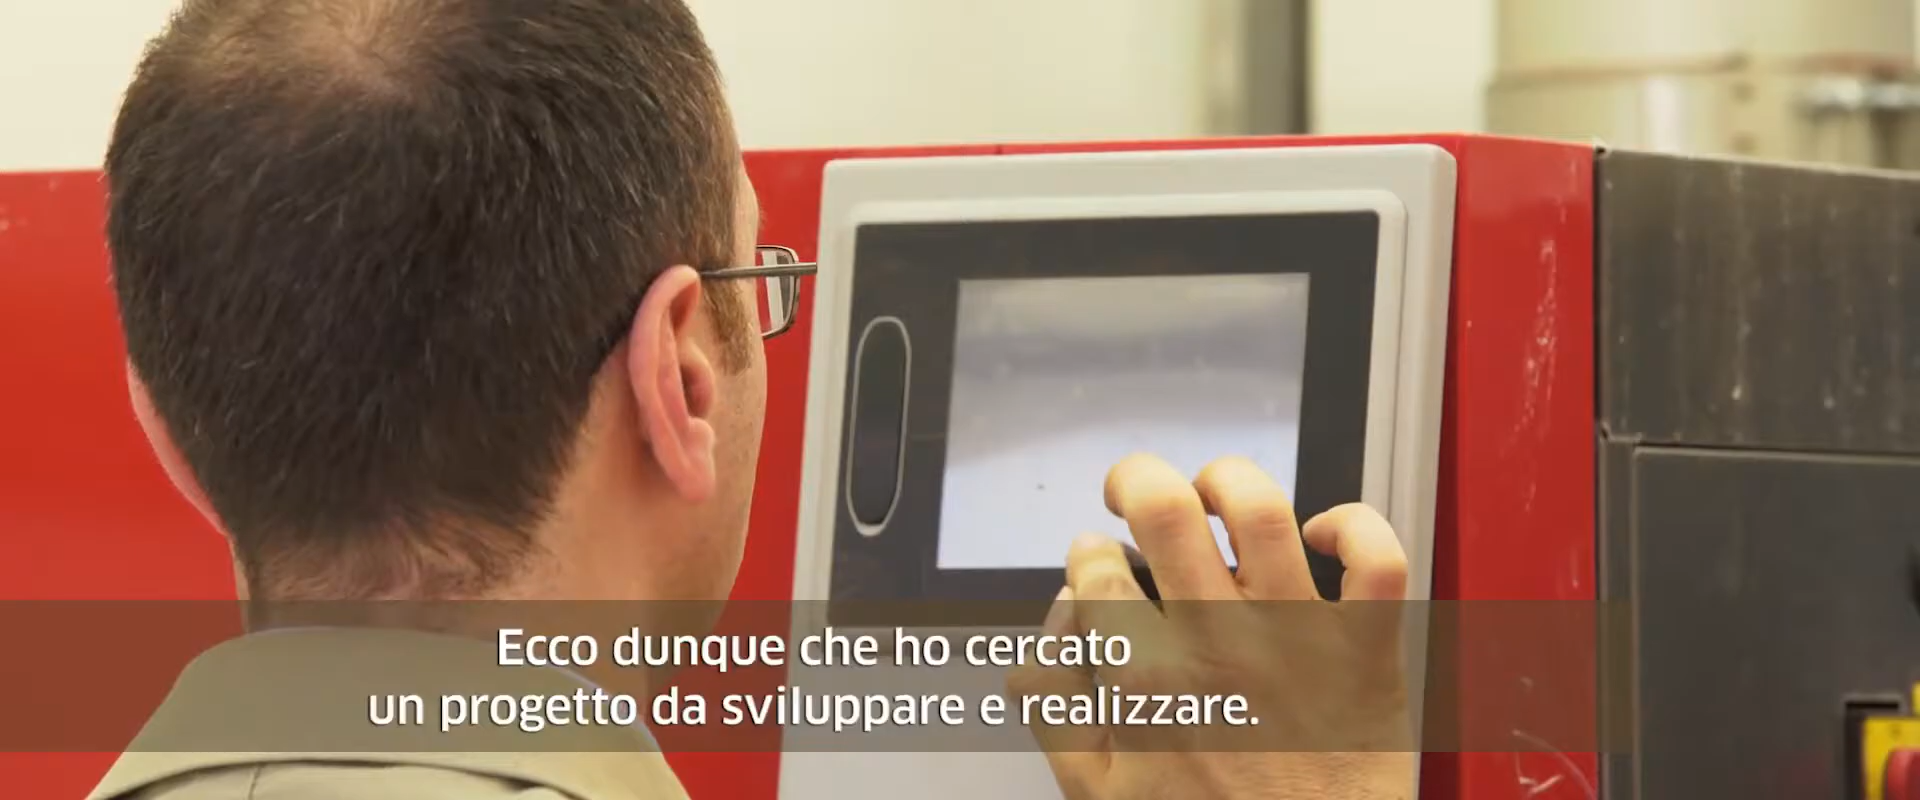 Ecco dunque che ho cercato
un progetto da sviluppare e realizzare.